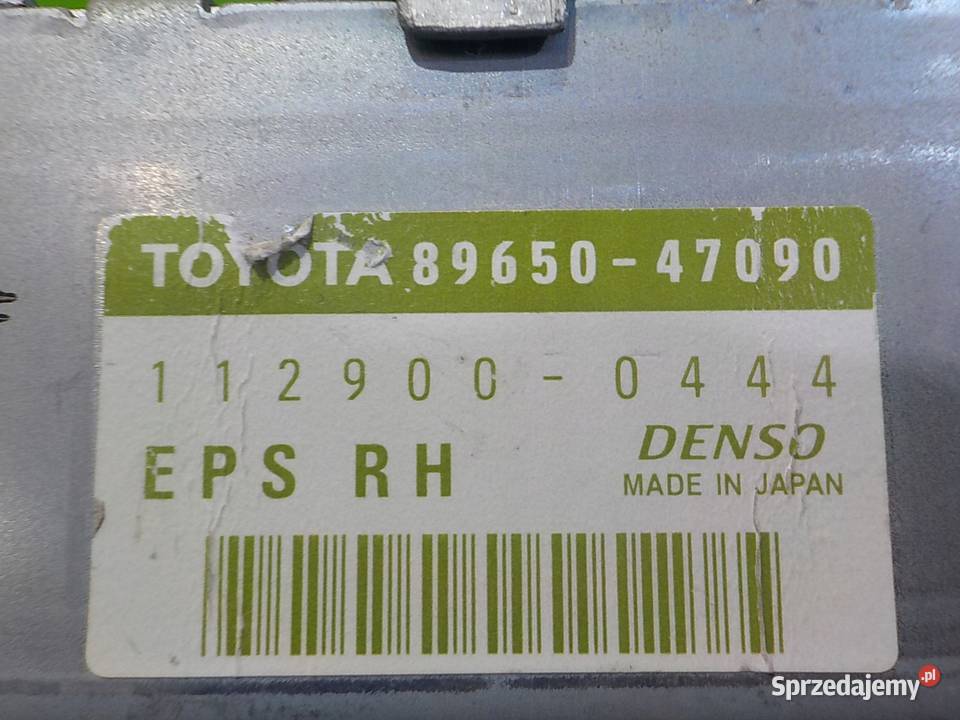 TOYOTA 89650-47090
112900-0444
EPS RH
DENSO
MADE IN JAPAN
Sprzedajemy.pl